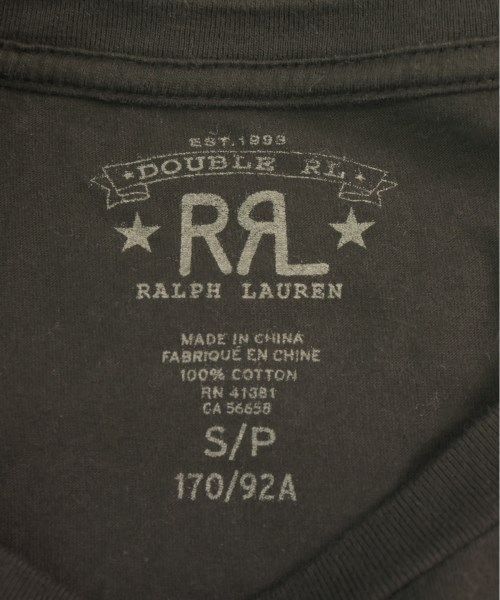 EST. 1993
DOUBLE RL
RRL
RALPH LAUREN
MADE IN CHINA
FABRIQUÉ EN CHINE
100% COTTON
RN 41381
CA 56658
S/P
170/92A